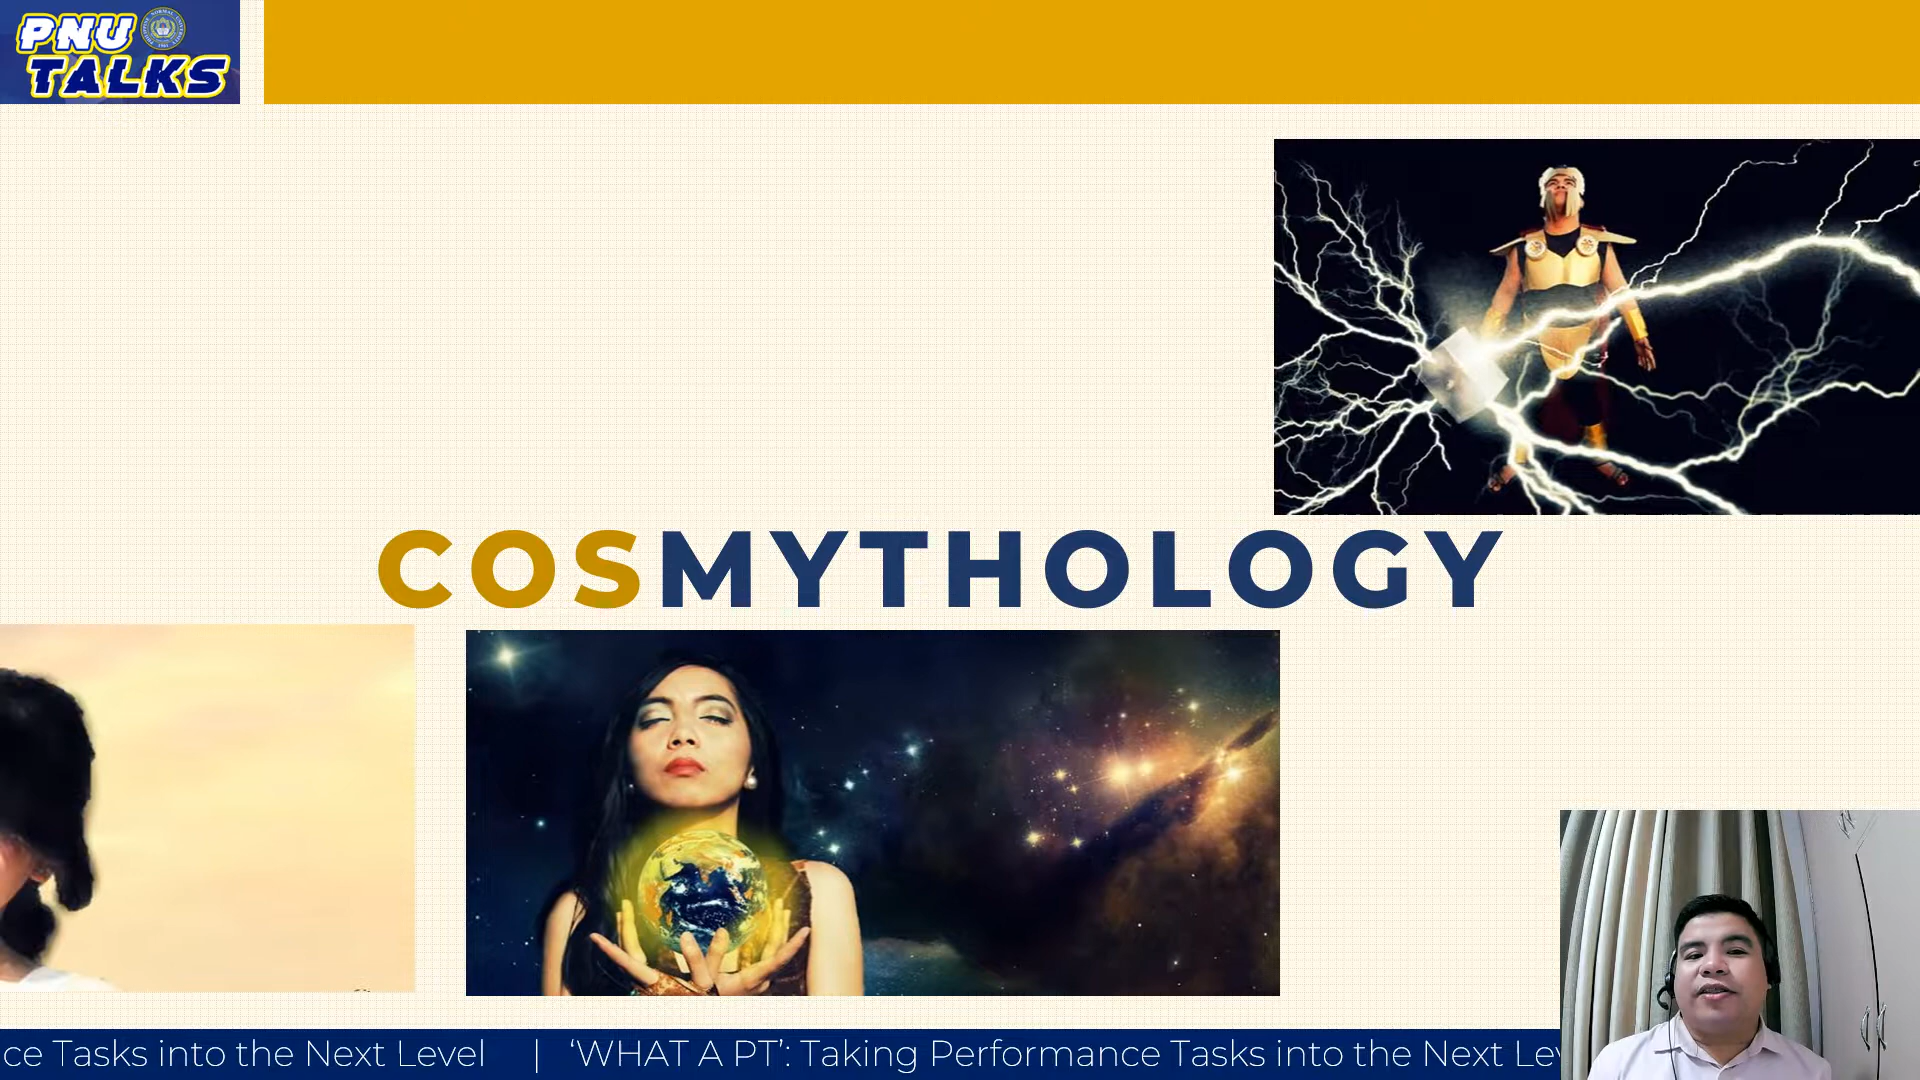 PNU
TALKS
COSMYTHOLOGY
ce Tasks into the Next Level | ‘WHAT A PT’: Taking Performance Tasks into the Next Lev